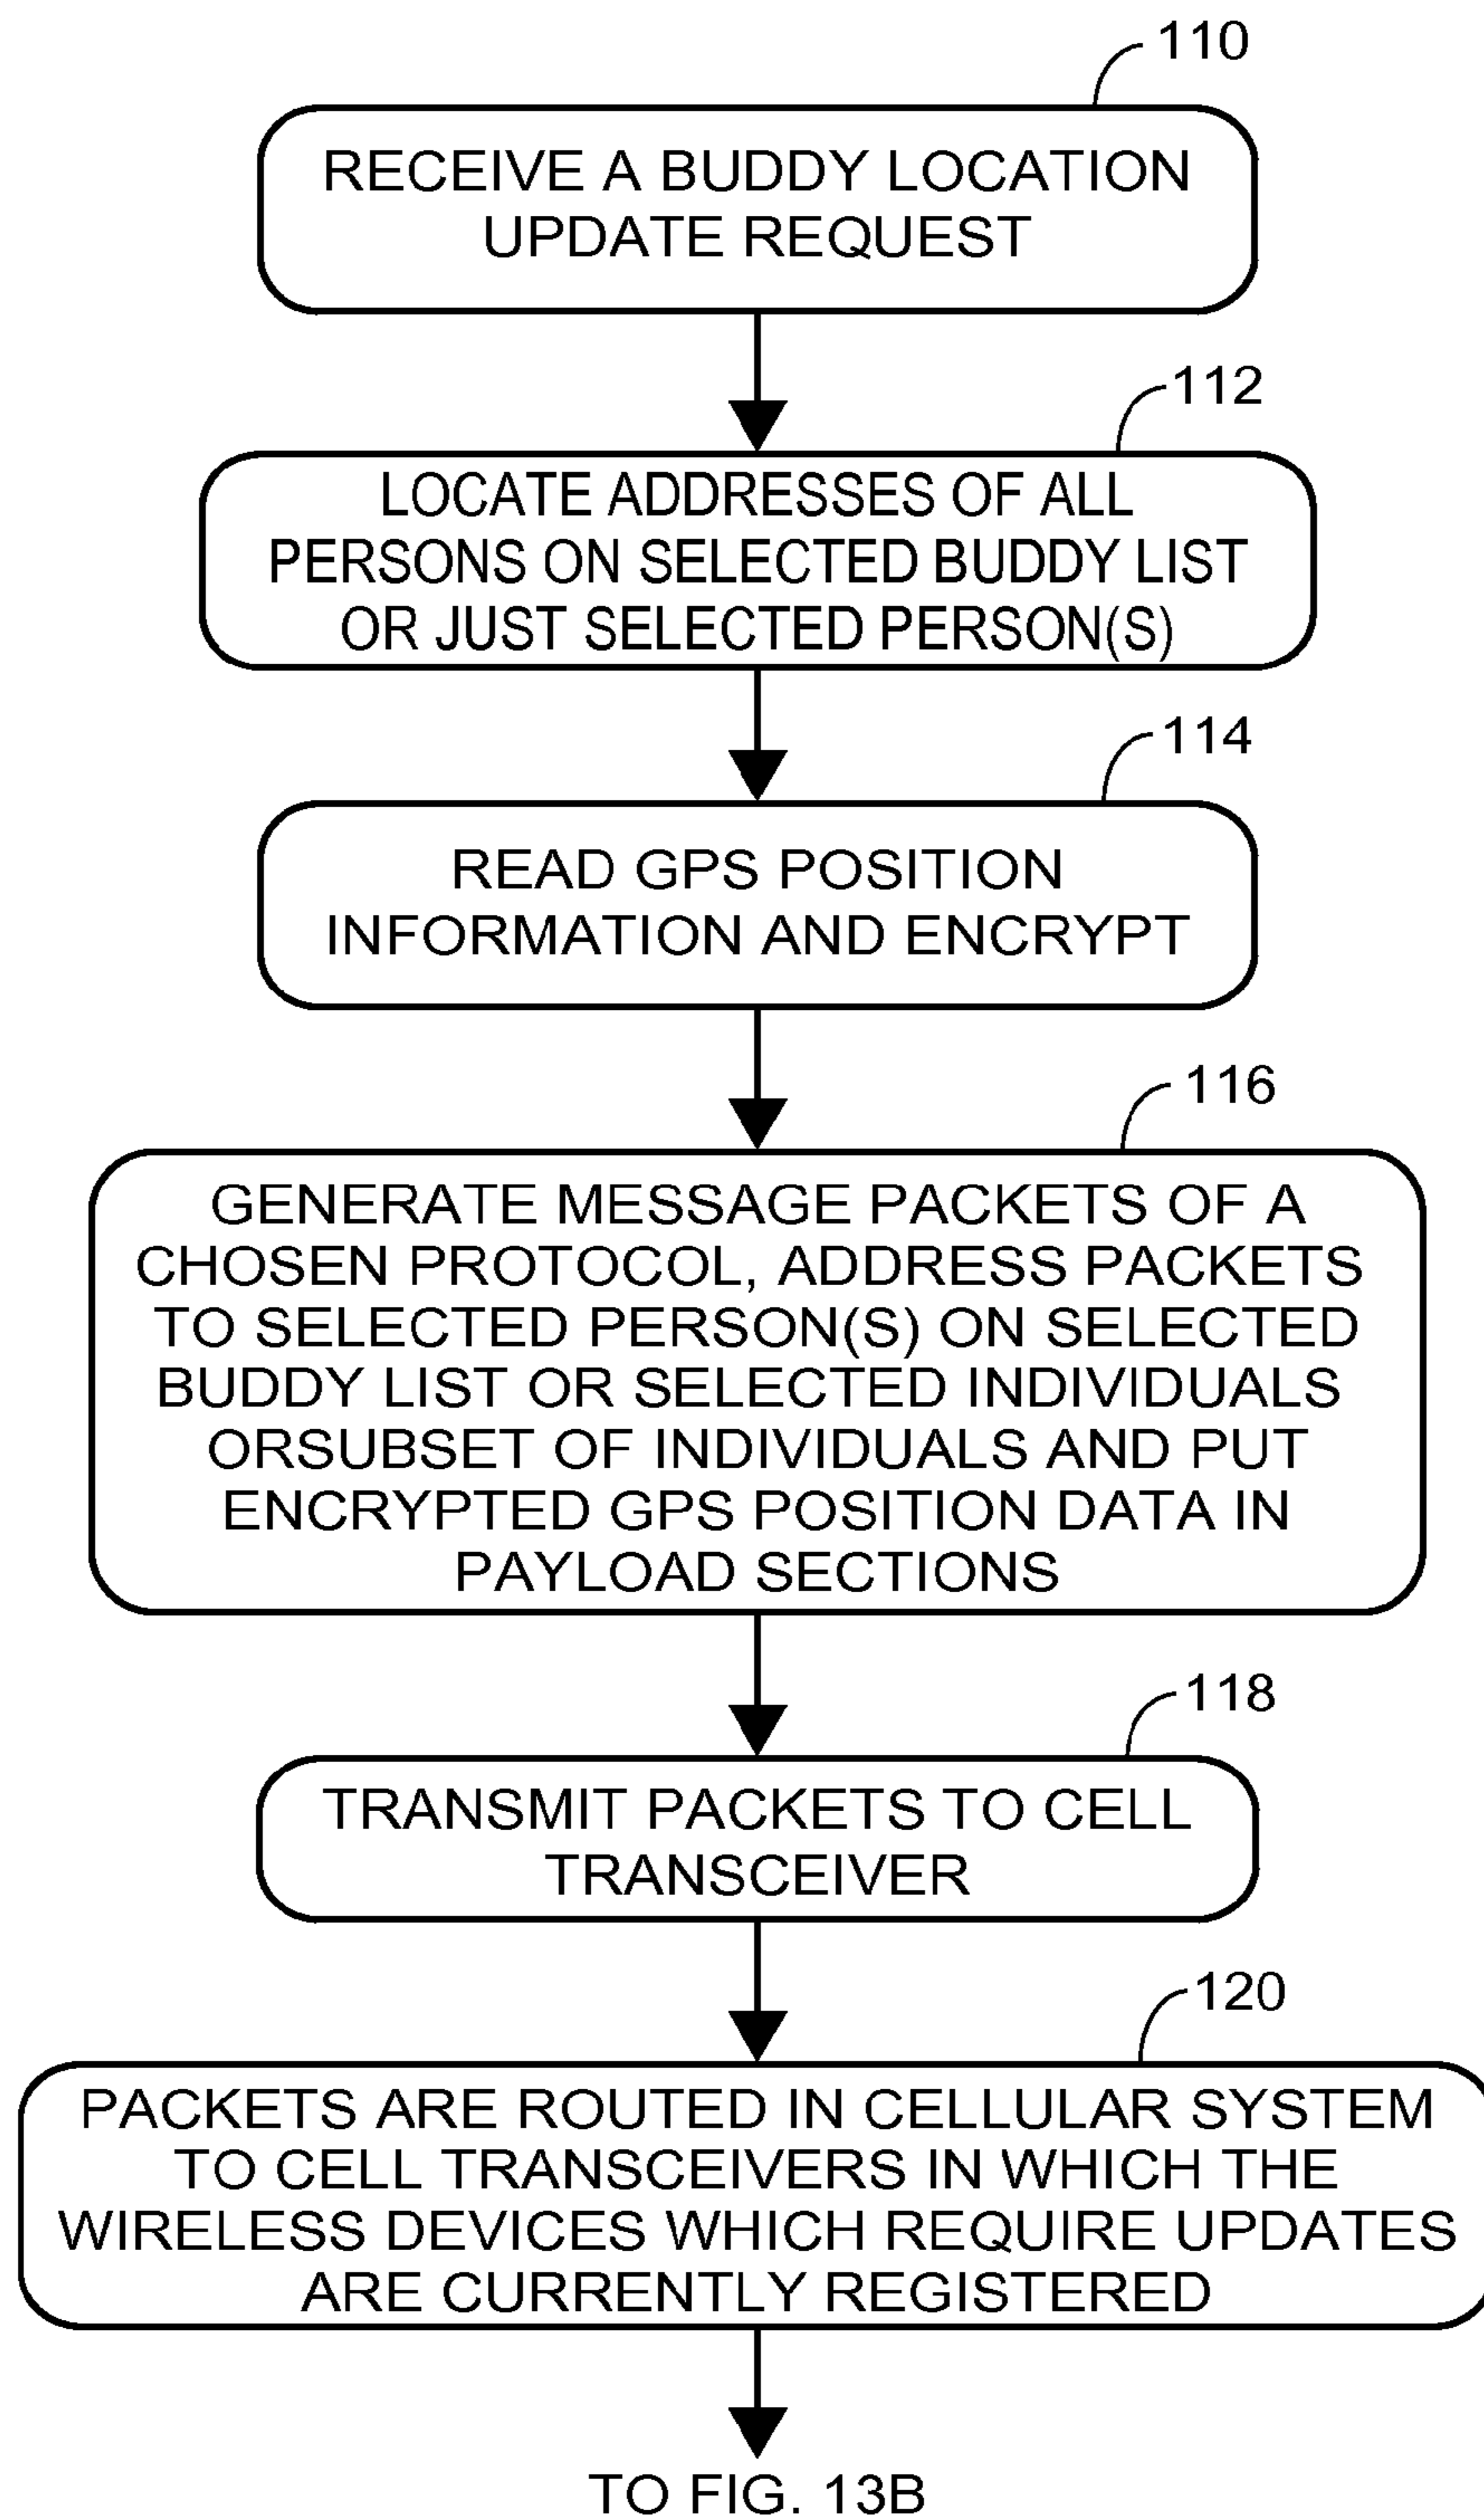 110
RECEIVE A BUDDY LOCATION
UPDATE REQUEST
112
LOCATE ADDRESSES OF ALL
PERSONS ON SELECTED BUDDY LIST
OR JUST SELECTED PERSON(S)
114
READ GPS POSITION
INFORMATION AND ENCRYPT
116
GENERATE MESSAGE PACKETS OF A
CHOSEN PROTOCOL, ADDRESS PACKETS
TO SELECTED PERSON(S) ON SELECTED
BUDDY LIST OR SELECTED INDIVIDUALS
ORSUBSET OF INDIVIDUALS AND PUT
ENCRYPTED GPS POSITION DATA IN
PAYLOAD SECTIONS
118
TRANSMIT PACKETS TO CELL
TRANSCEIVER
120
PACKETS ARE ROUTED IN CELLULAR SYSTEM
TO CELL TRANSCEIVERS IN WHICH THE
WIRELESS DEVICES WHICH REQUIRE UPDATES
ARE CURRENTLY REGISTERED
TO FIG. 13B